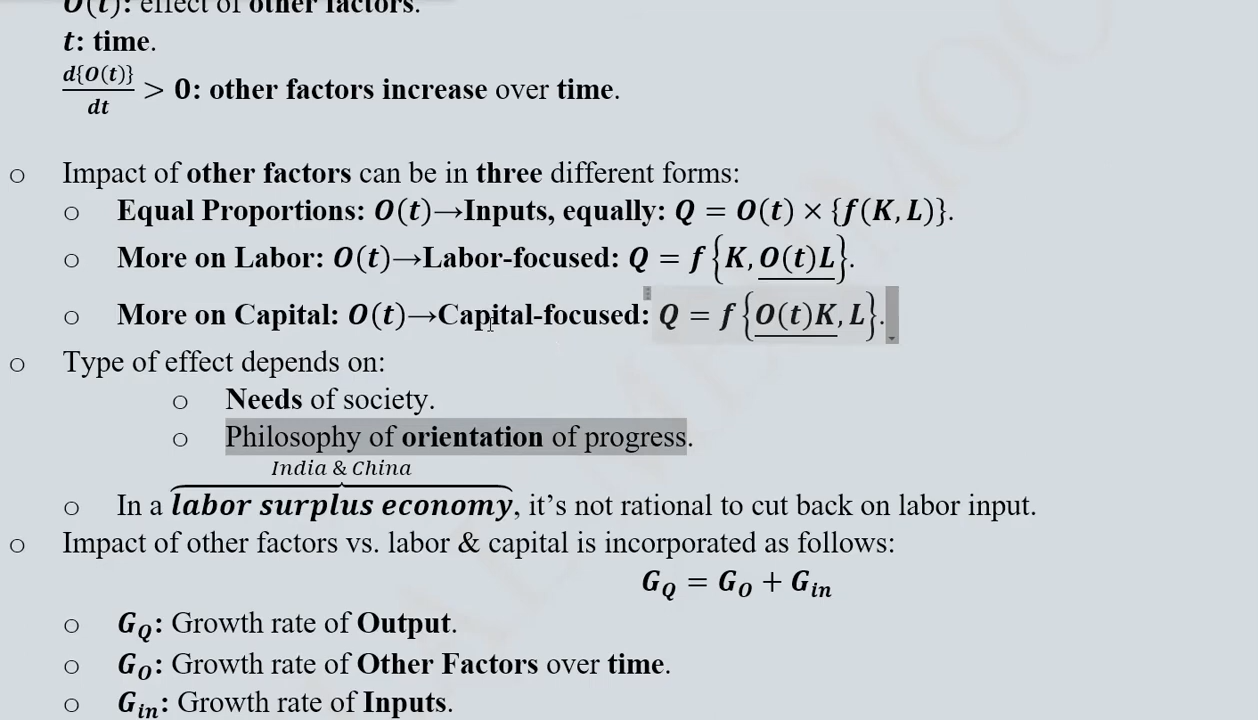 O(t): effect of other factors.
t: time.
d{O(t)}/dt > 0: other factors increase over time.
○ Impact of other factors can be in three different forms:
○ Equal Proportions: O(t)→Inputs, equally: Q = O(t) × {f(K, L)}.
○ More on Labor: O(t)→Labor-focused: Q = f{K, O(t)L}.
○ More on Capital: O(t)→Capital-focused: Q = f{O(t)K, L}.
○ Type of effect depends on:
○ Needs of society.
○ Philosophy of orientation of progress.
India & China
○ In a labor surplus economy, it's not rational to cut back on labor input.
○ Impact of other factors vs. labor & capital is incorporated as follows:
G_Q = G_O + G_in
○ G_Q: Growth rate of Output.
○ G_O: Growth rate of Other Factors over time.
○ G_in: Growth rate of Inputs.